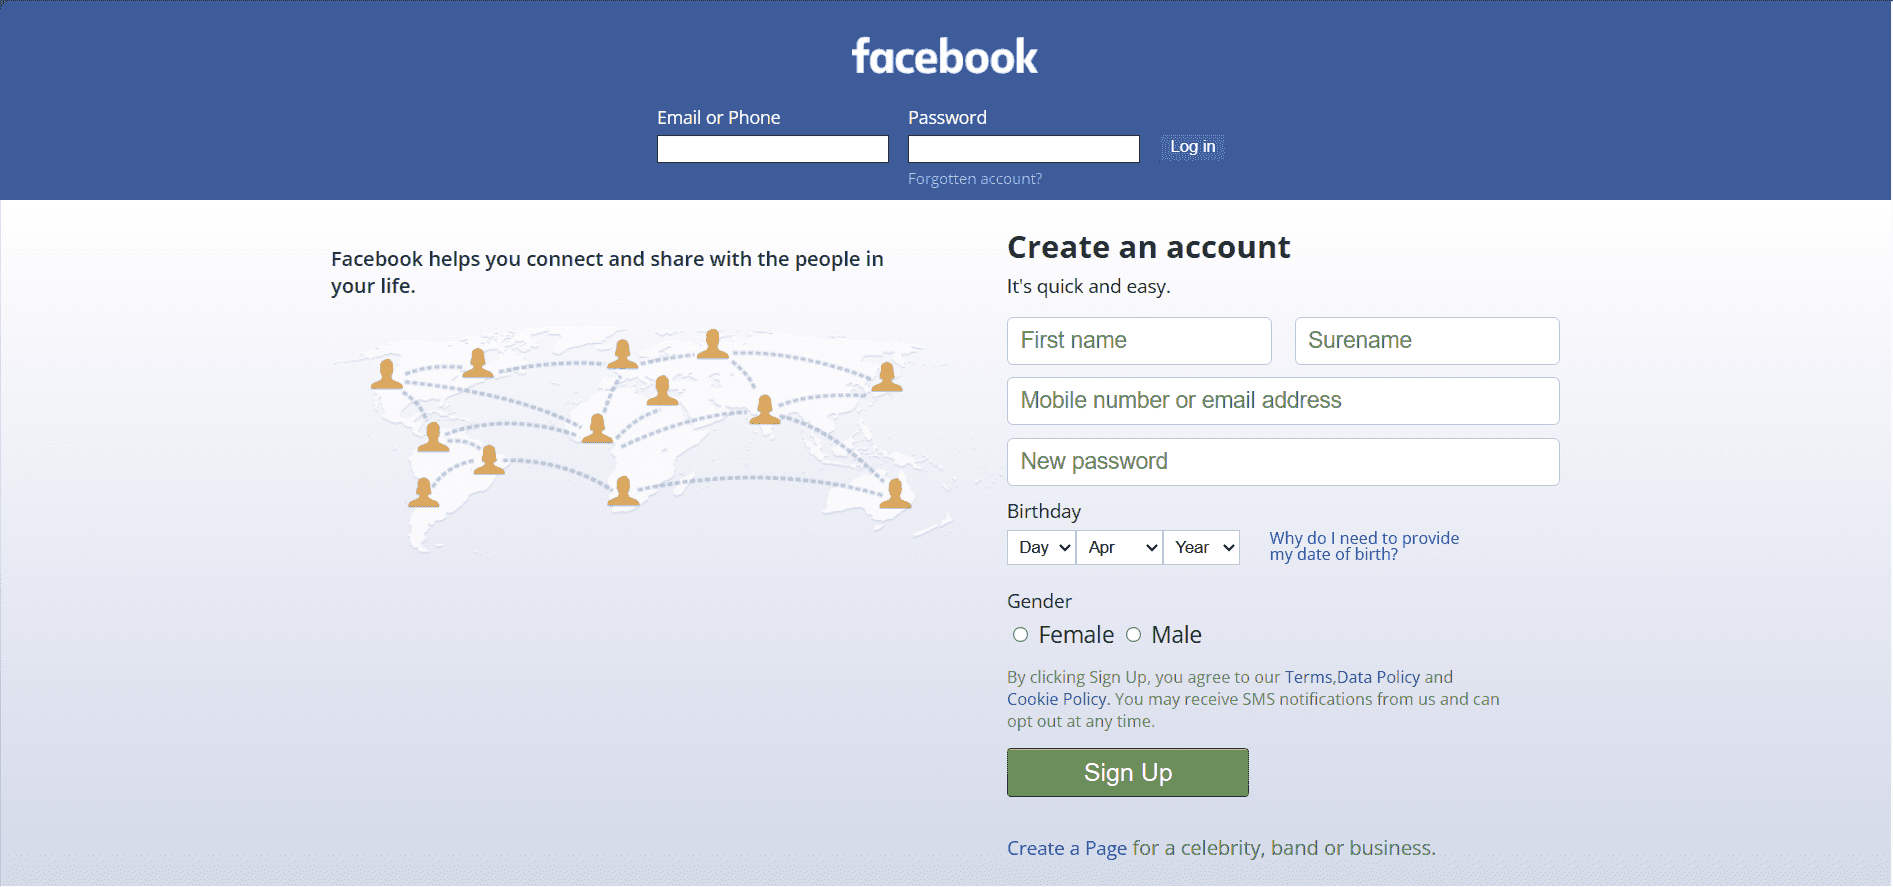 facebook
Email or Phone
Password
Log in
Forgotten account?
Facebook helps you connect and share with the people in
your life.
Create an account
It's quick and easy.
First name
Surename
Mobile number or email address
New password
Birthday
Day
Apr
Year
Why do I need to provide
my date of birth?
Gender
Female
Male
By clicking Sign Up, you agree to our Terms,Data Policy and
Cookie Policy. You may receive SMS notifications from us and can
opt out at any time.
Sign Up
Create a Page for a celebrity, band or business.